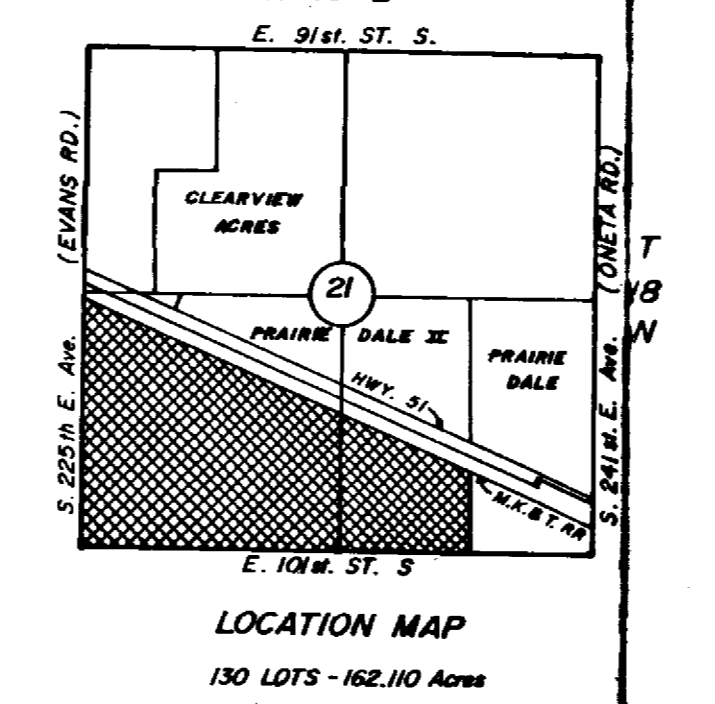 E. 91st. ST. S.
(EVANS RD.)
S. 225th E. Ave.
CLEARVIEW
ACRES
(ONETA RD.)
S. 241st. E. Ave.
T
18
N
21
PRAIRIE DALE II
PRAIRIE
DALE
HWY. 51
M.K.&T. RR
E. 101st. ST. S
LOCATION MAP
130 LOTS - 162.110 Acres